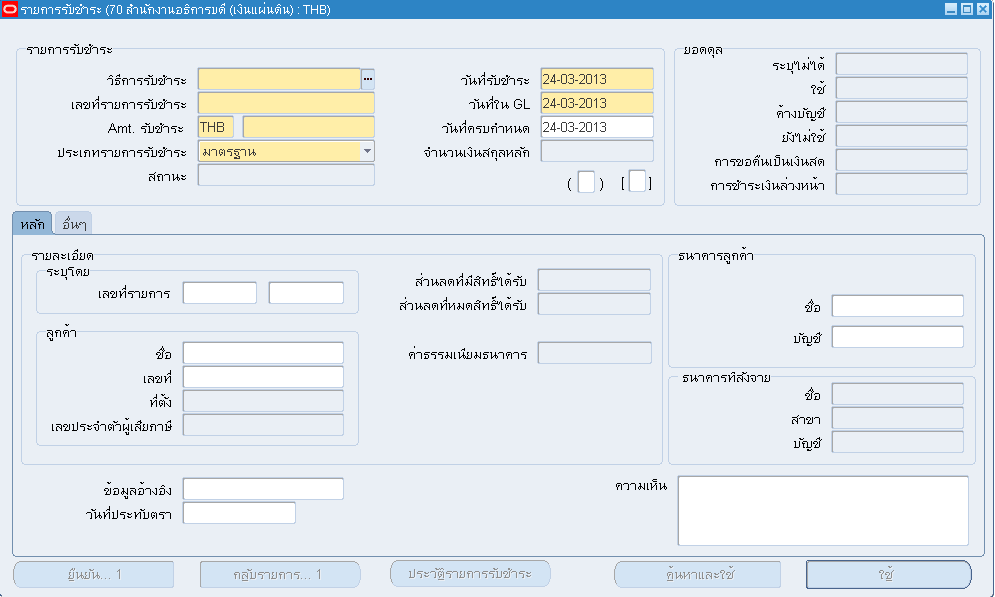 รายการรับชำระ (70 สำนักงานอธิการบดี (เงินแผ่นดิน) : THB)
รายการรับชำระ
วิธีการรับชำระ
เลขที่รายการรับชำระ
Amt. รับชำระ THB
ประเภทรายการรับชำระ มาตรฐาน
สถานะ
วันที่รับชำระ 24-03-2013
วันที่ใน GL 24-03-2013
วันที่ครบกำหนด 24-03-2013
จำนวนเงินสกุลหลัก
( ) [ ]
ยอดดุล
ระบุไม่ได้
ใช้
ค้างบัญชี
ยังไม่ใช้
การขอคืนเป็นเงินสด
การชำระเงินล่วงหน้า
หลัก อื่นๆ
รายละเอียด
ระบุโดย
เลขที่รายการ
ลูกค้า
ชื่อ
เลขที่
ที่ตั้ง
เลขประจำตัวผู้เสียภาษี
ส่วนลดที่มีสิทธิ์ได้รับ
ส่วนลดที่หมดสิทธิ์ได้รับ
ค่าธรรมเนียมธนาคาร
ธนาคารลูกค้า
ชื่อ
บัญชี
ธนาคารที่สั่งจ่าย
ชื่อ
สาขา
บัญชี
ข้อมูลอ้างอิง
วันที่ประทับตรา
ความเห็น
ยืนยัน... 1 กลับรายการ... 1 ประวัติรายการรับชำระ ค้นหาและใช้ ใช้